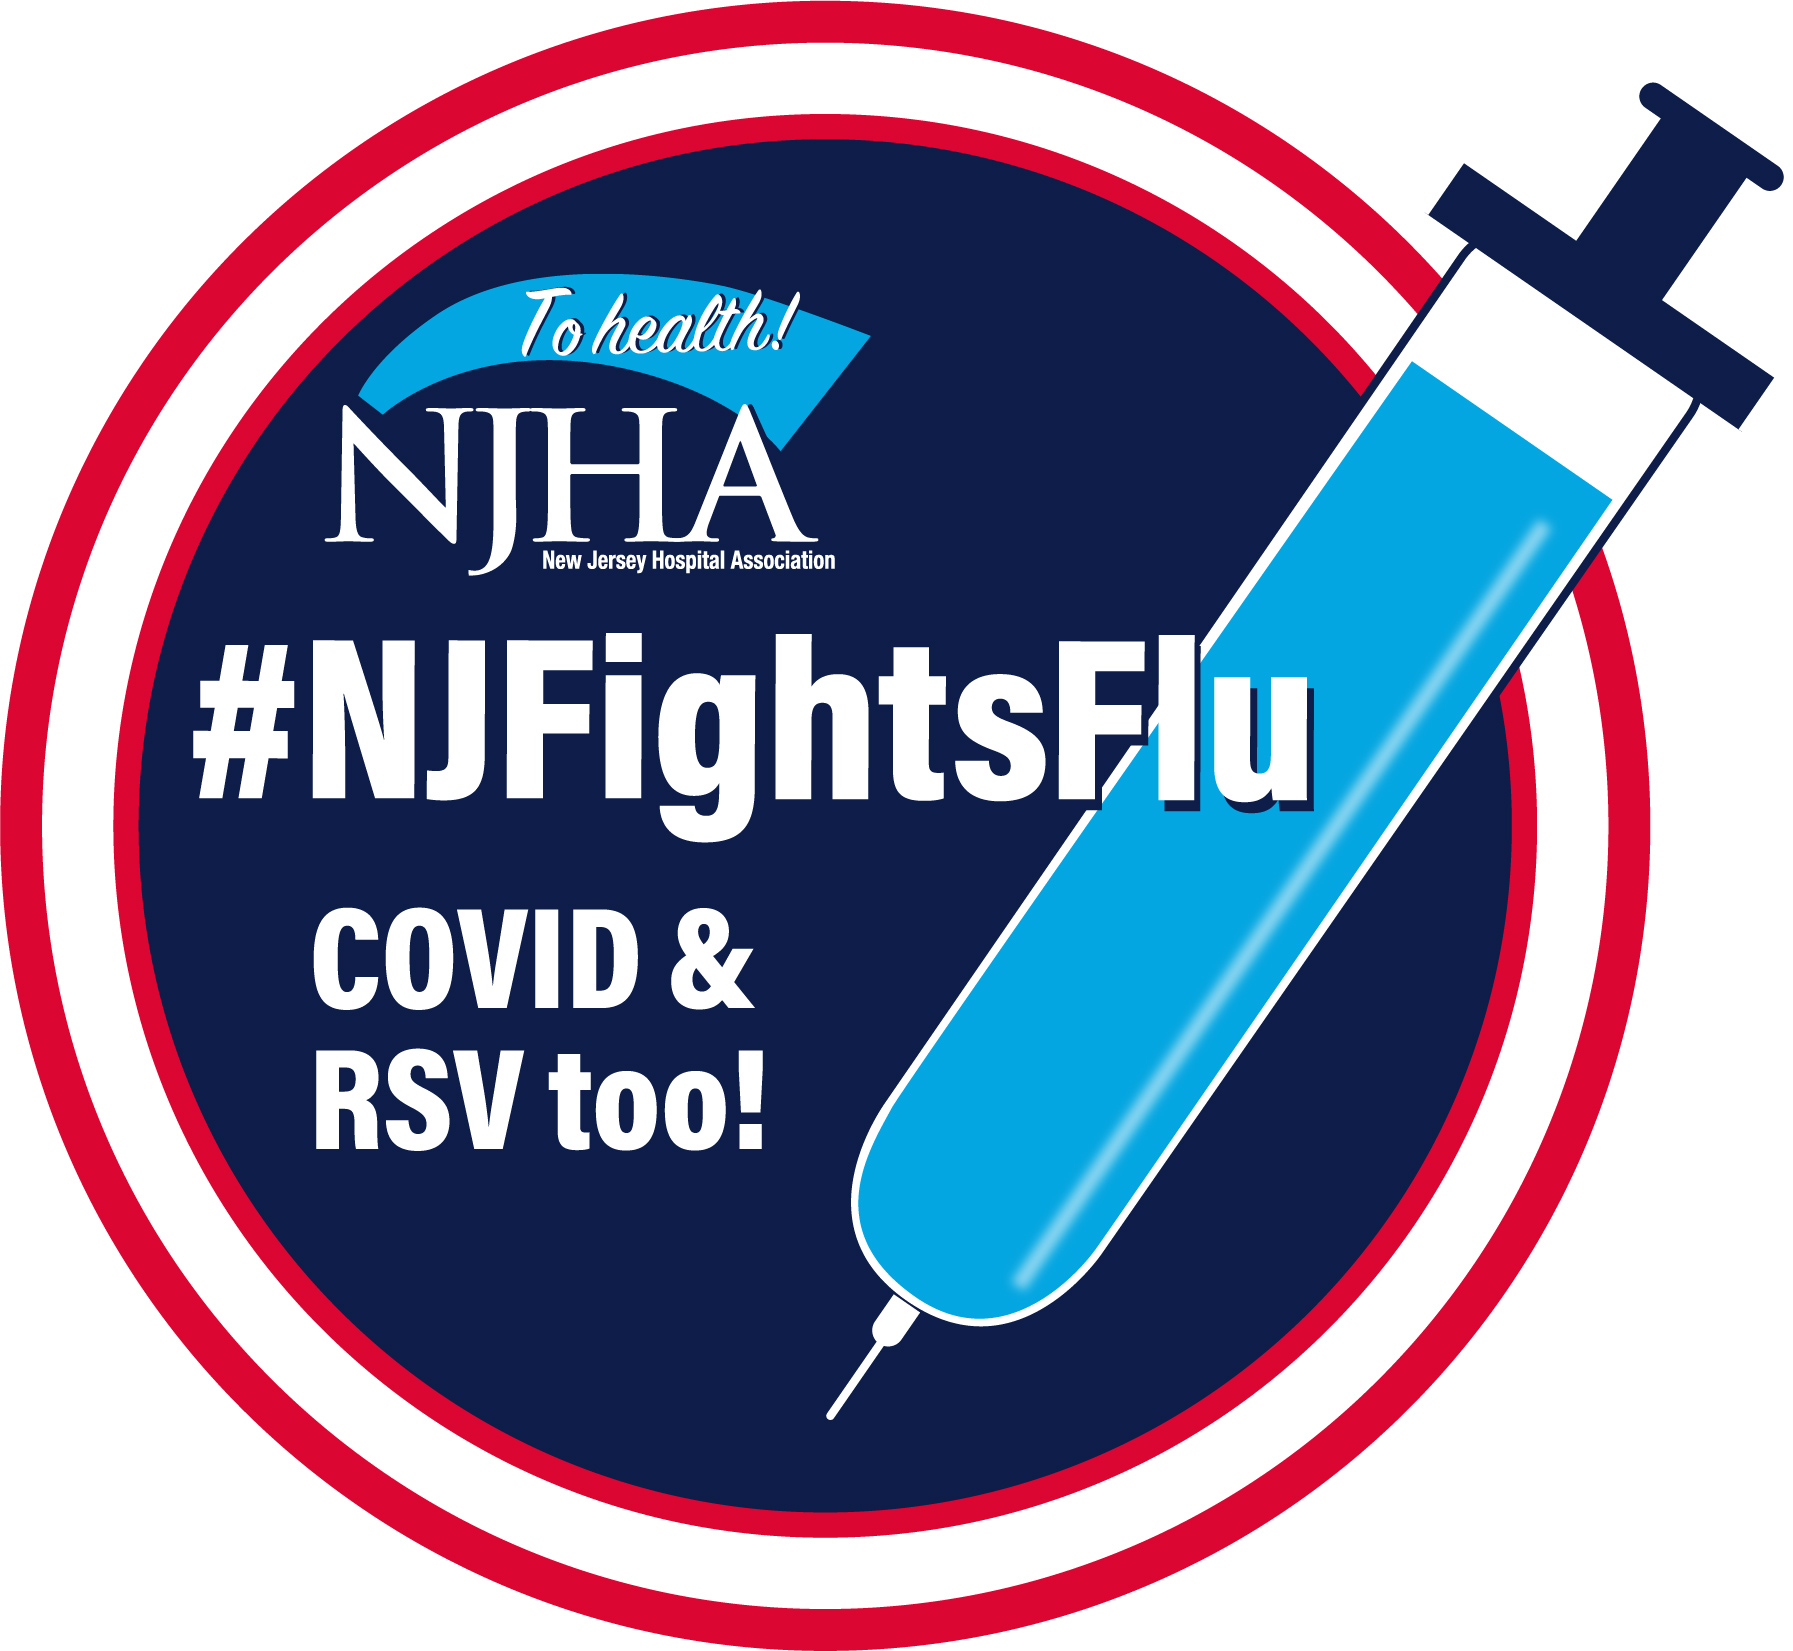 To health!
NJHA
New Jersey Hospital Association
#NJFightsFlu
COVID &
RSV too!